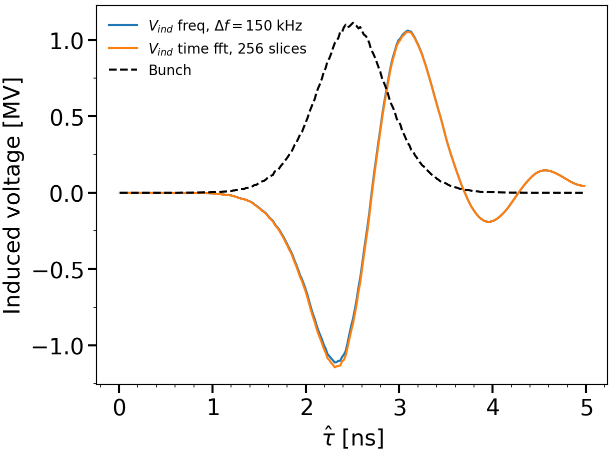 V_ind freq, Δf = 150 kHz
V_ind time fft, 256 slices
Bunch
Induced voltage [MV]
1.0
0.5
0.0
−0.5
−1.0
0 1 2 3 4 5
τ̂ [ns]